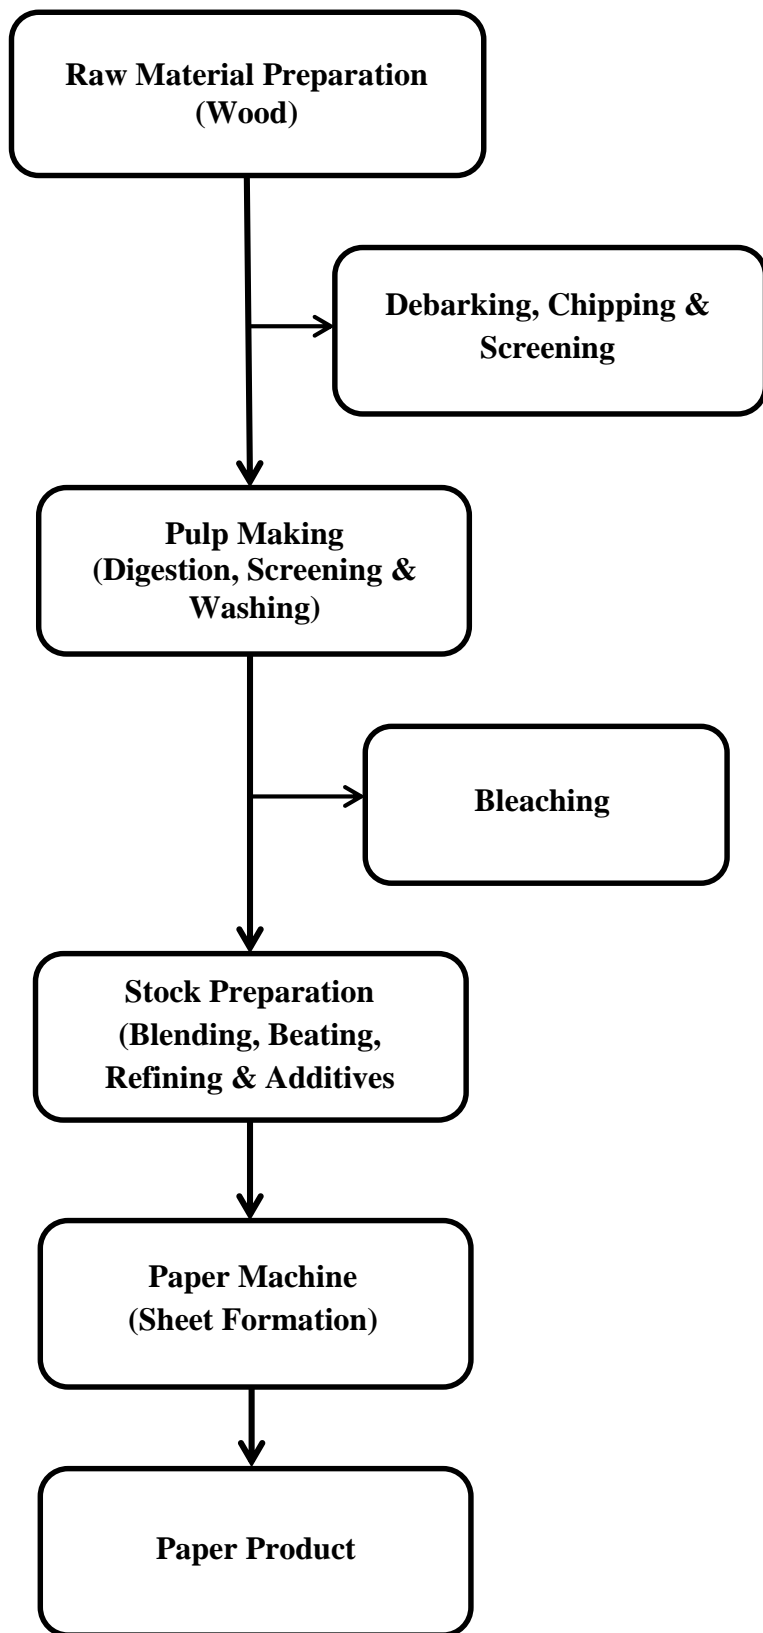 Raw Material Preparation
(Wood)
Debarking, Chipping &
Screening
Pulp Making
(Digestion, Screening &
Washing)
Bleaching
Stock Preparation
(Blending, Beating,
Refining & Additives
Paper Machine
(Sheet Formation)
Paper Product